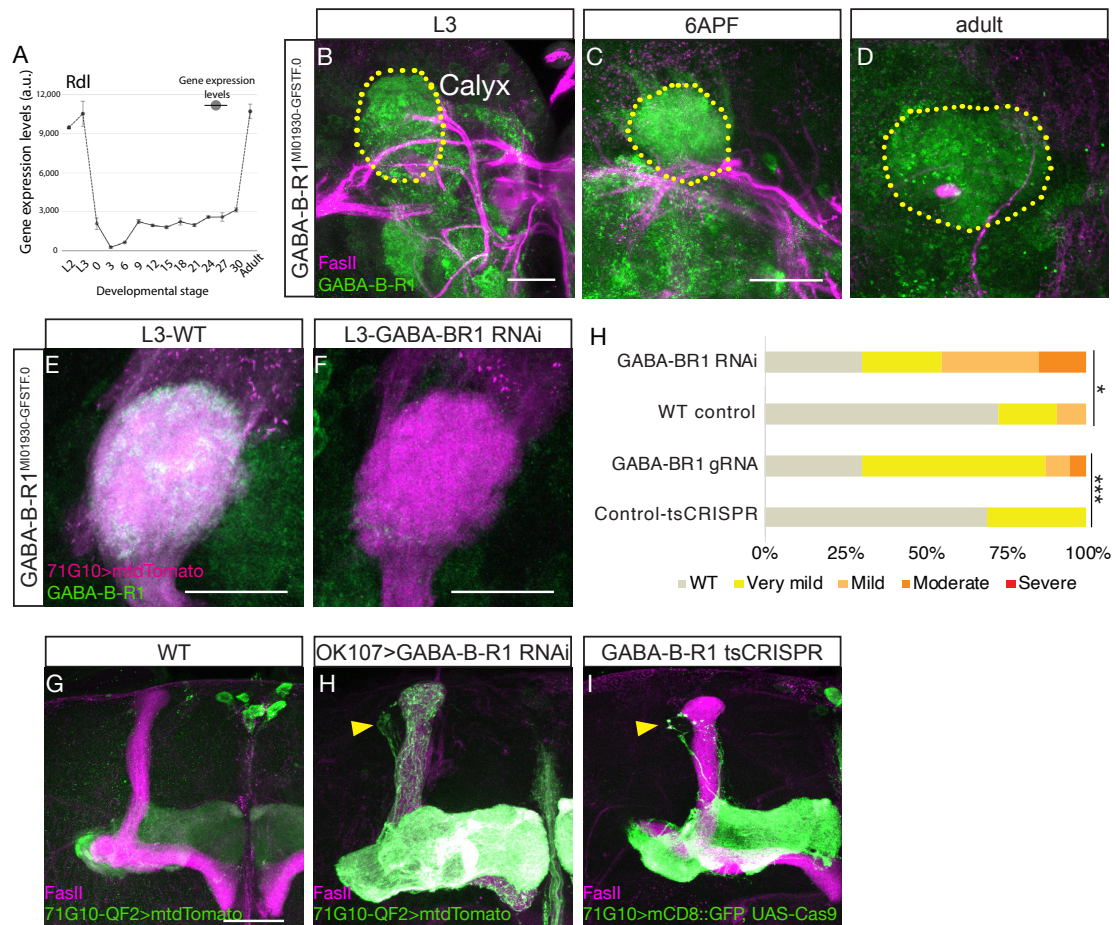 L3
6APF
adult
A
Rdl
Gene expression
levels
Gene expression levels (a.u.)
12,000
9,000
6,000
3,000
0
L2
L3
0
3
6
9
12
15
18
21
24
27
30
Adult
Developmental stage
GABA-B-R1MI01930-GFSTF.0
B
Calyx
FasII
GABA-B-R1
C
D
L3-WT
L3-GABA-BR1 RNAi
GABA-B-R1MI01930-GFSTF.0
E
71G10>mtdTomato
GABA-B-R1
F
H
GABA-BR1 RNAi
WT control
GABA-BR1 gRNA
Control-tsCRISPR
*
***
0%
25%
50%
75%
100%
WT
Very mild
Mild
Moderate
Severe
WT
OK107>GABA-B-R1 RNAi
GABA-B-R1 tsCRISPR
G
FasII
71G10-QF2>mtdTomato
H
FasII
71G10-QF2>mtdTomato
I
FasII
71G10>mCD8::GFP, UAS-Cas9